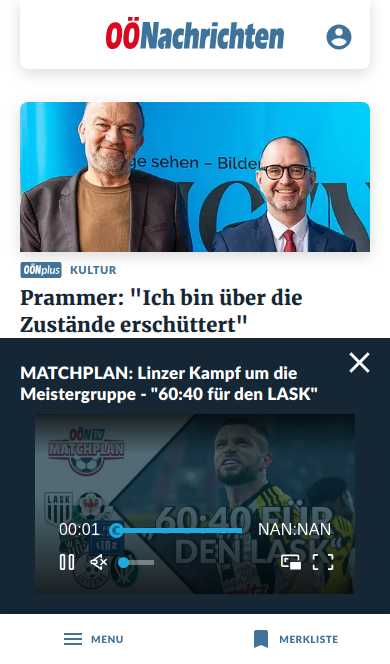 OÖNachrichten
ge sehen – Bilde
OÖNplus KULTUR
Prammer: "Ich bin über die
Zustände erschüttert"
MATCHPLAN: Linzer Kampf um die
Meistergruppe - "60:40 für den LASK"
OÖN TV
MATCHPLAN
LASK
„60:40 FÜR
DEN LASK"
00:01
NAN:NAN
MENU
MERKLISTE